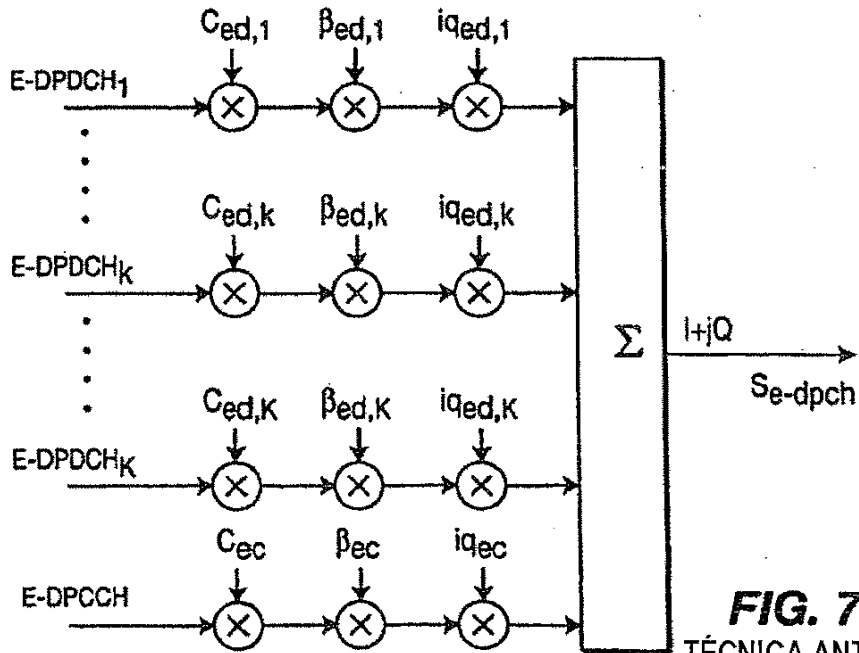 C_ed,1 β_ed,1 iq_ed,1
E-DPDCH_1
C_ed,k β_ed,k iq_ed,k
E-DPDCH_k
Σ
I+jQ
S_e-dpch
C_ed,K β_ed,K iq_ed,K
E-DPDCH_K
C_ec β_ec iq_ec
E-DPCCH
FIG. 7
TÉCNICA ANT